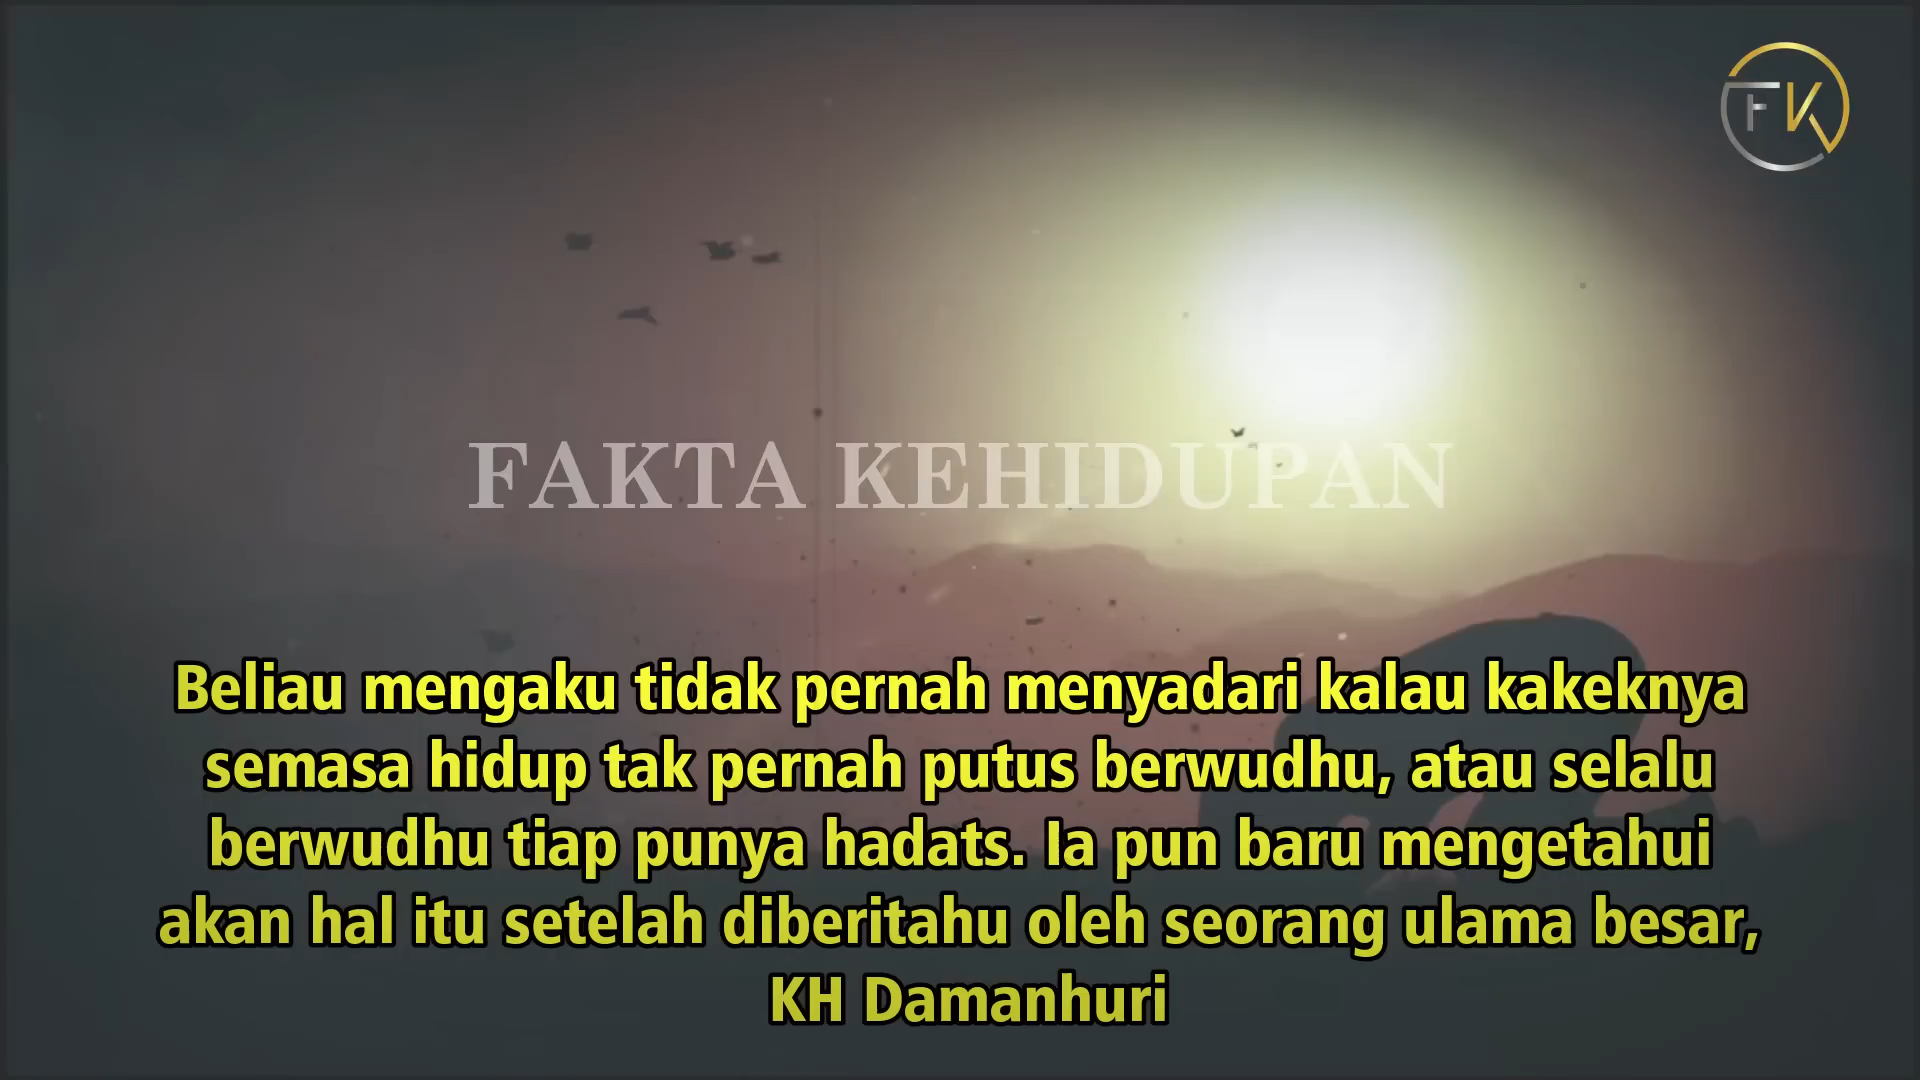 FK
FAKTA KEHIDUPAN
Beliau mengaku tidak pernah menyadari kalau kakeknya
semasa hidup tak pernah putus berwudhu, atau selalu
berwudhu tiap punya hadats. Ia pun baru mengetahui
akan hal itu setelah diberitahu oleh seorang ulama besar,
KH Damanhuri